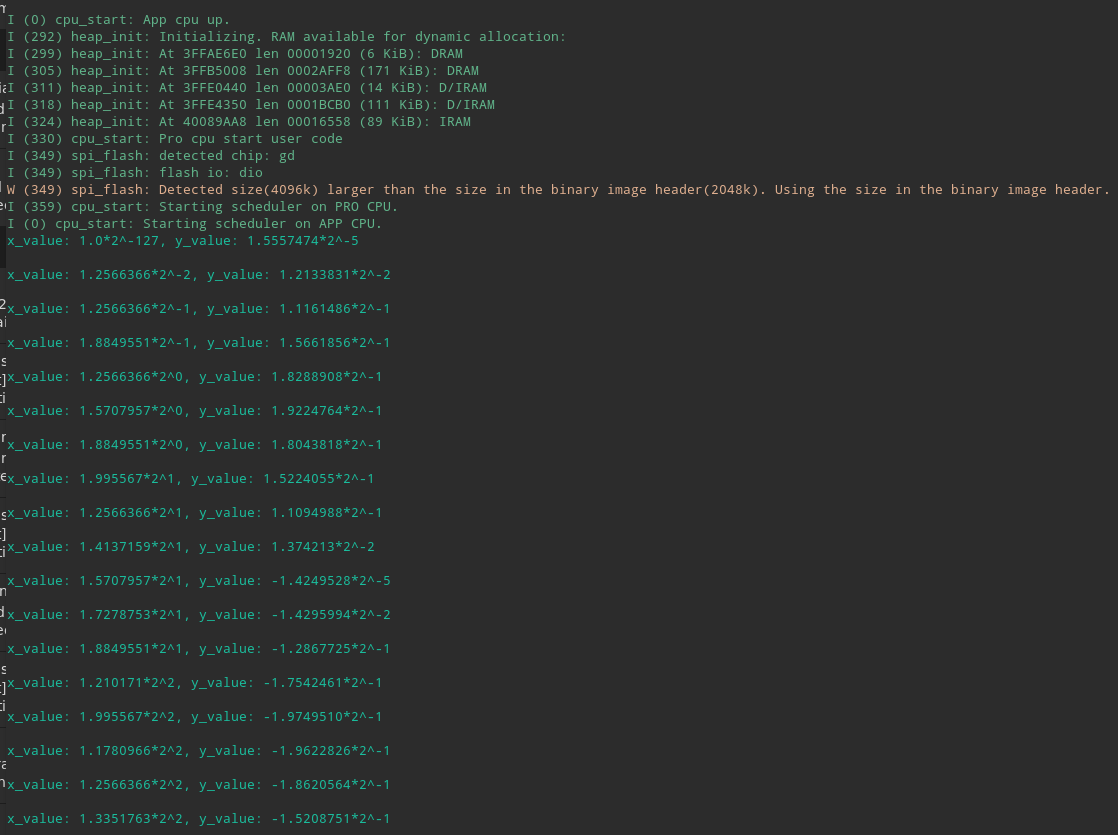 I (0) cpu_start: App cpu up.
I (292) heap_init: Initializing. RAM available for dynamic allocation:
I (299) heap_init: At 3FFAE6E0 len 00001920 (6 KiB): DRAM
I (305) heap_init: At 3FFB5008 len 0002AFF8 (171 KiB): DRAM
I (311) heap_init: At 3FFE0440 len 00003AE0 (14 KiB): D/IRAM
I (318) heap_init: At 3FFE4350 len 0001BCB0 (111 KiB): D/IRAM
I (324) heap_init: At 40089AA8 len 00016558 (89 KiB): IRAM
I (330) cpu_start: Pro cpu start user code
I (349) spi_flash: detected chip: gd
I (349) spi_flash: flash io: dio
W (349) spi_flash: Detected size(4096k) larger than the size in the binary image header(2048k). Using the size in the binary image header.
I (359) cpu_start: Starting scheduler on PRO CPU.
I (0) cpu_start: Starting scheduler on APP CPU.
x_value: 1.0*2^-127, y_value: 1.5557474*2^-5
x_value: 1.2566366*2^-2, y_value: 1.2133831*2^-2
x_value: 1.2566366*2^-1, y_value: 1.1161486*2^-1
x_value: 1.8849551*2^-1, y_value: 1.5661856*2^-1
x_value: 1.2566366*2^0, y_value: 1.8288908*2^-1
x_value: 1.5707957*2^0, y_value: 1.9224764*2^-1
x_value: 1.8849551*2^0, y_value: 1.8043818*2^-1
x_value: 1.995567*2^1, y_value: 1.5224055*2^-1
x_value: 1.2566366*2^1, y_value: 1.1094988*2^-1
x_value: 1.4137159*2^1, y_value: 1.374213*2^-2
x_value: 1.5707957*2^1, y_value: -1.4249528*2^-5
x_value: 1.7278753*2^1, y_value: -1.4295994*2^-2
x_value: 1.8849551*2^1, y_value: -1.2867725*2^-1
x_value: 1.210171*2^2, y_value: -1.7542461*2^-1
x_value: 1.995567*2^2, y_value: -1.9749510*2^-1
x_value: 1.1780966*2^2, y_value: -1.9622826*2^-1
x_value: 1.2566366*2^2, y_value: -1.8620564*2^-1
x_value: 1.3351763*2^2, y_value: -1.5208751*2^-1